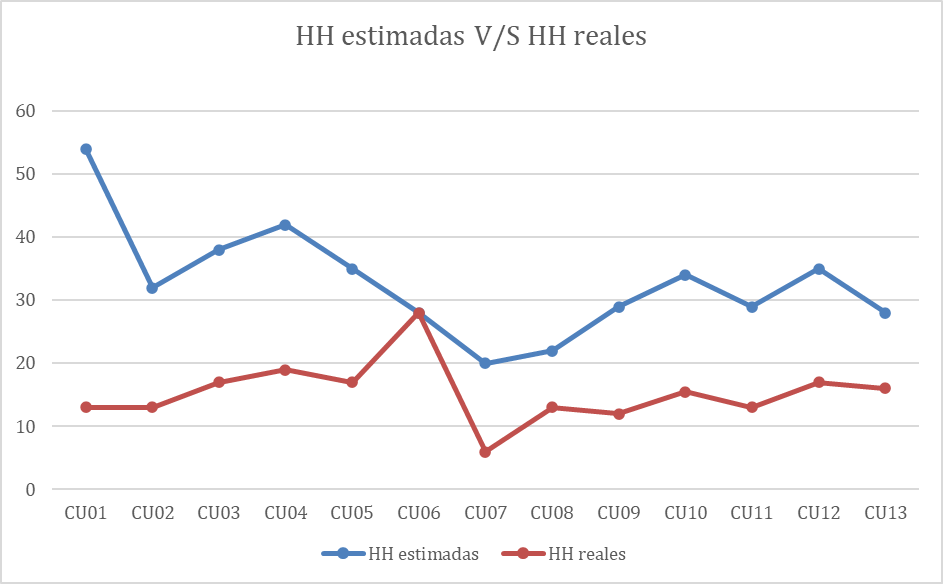 HH estimadas V/S HH reales
60
50
40
30
20
10
0
CU01 CU02 CU03 CU04 CU05 CU06 CU07 CU08 CU09 CU10 CU11 CU12 CU13
HH estimadas HH reales